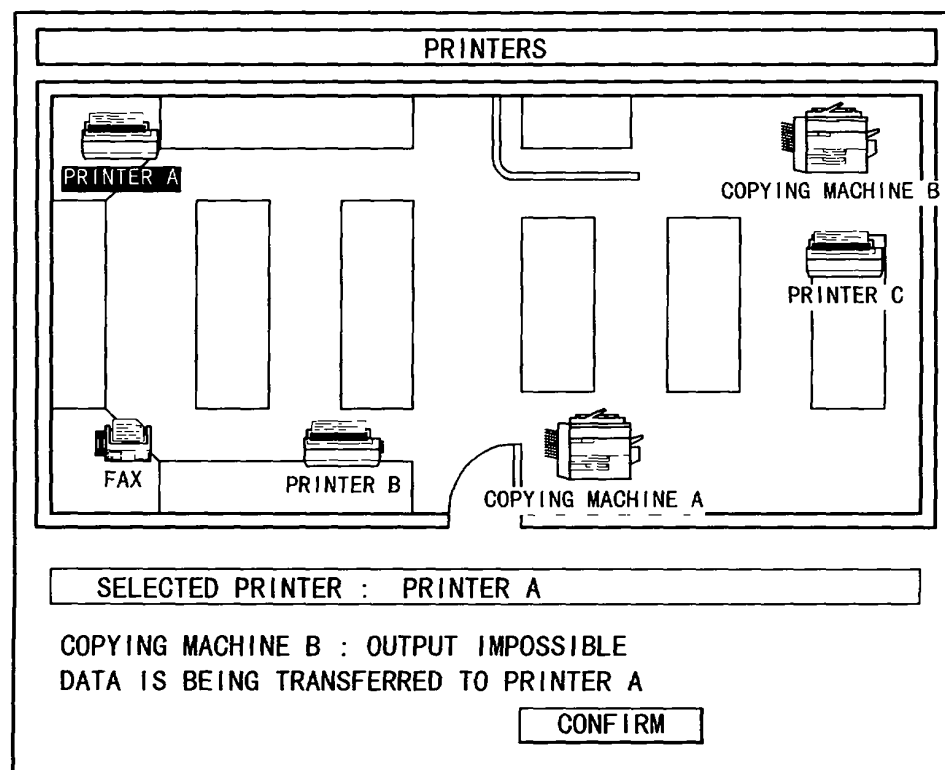 PRINTERS
PRINTER A
COPYING MACHINE B
PRINTER C
FAX
PRINTER B
COPYING MACHINE A
SELECTED PRINTER : PRINTER A
COPYING MACHINE B : OUTPUT IMPOSSIBLE
DATA IS BEING TRANSFERRED TO PRINTER A
CONFIRM